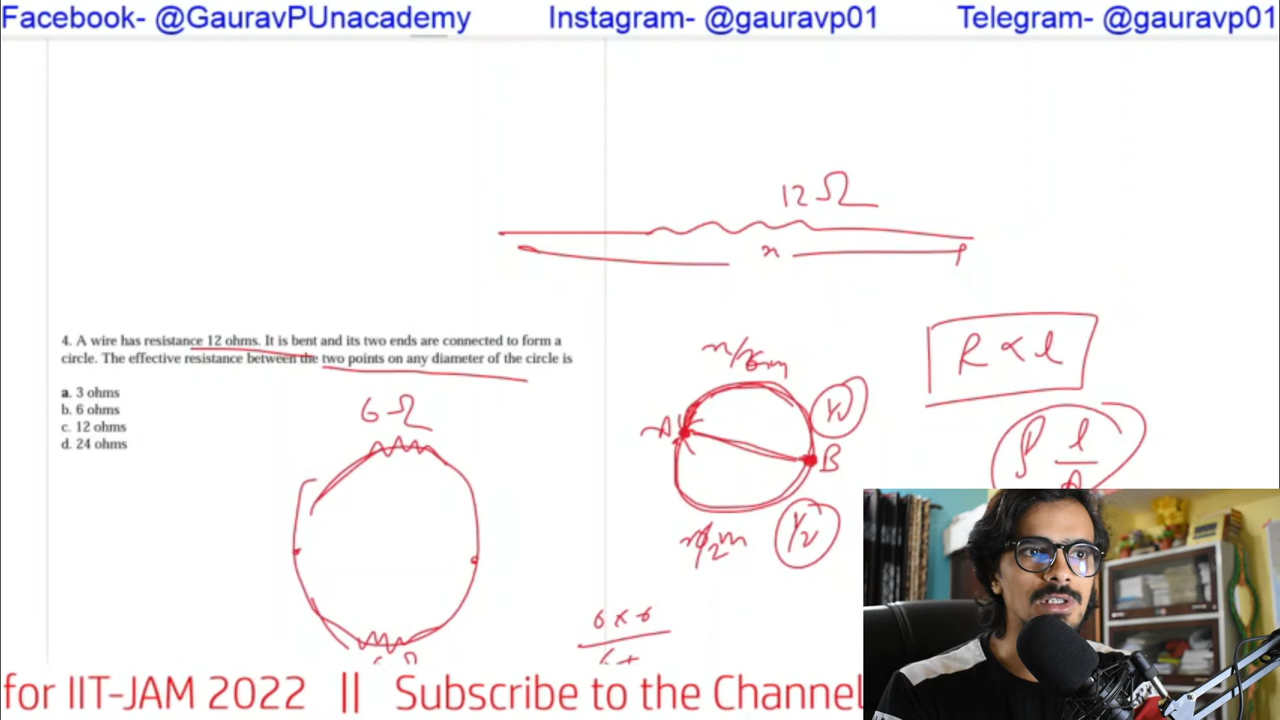 Facebook- @GauravPUnacademy Instagram- @gauravp01 Telegram- @gauravp01
12 Ω
x
4. A wire has resistance 12 ohms. It is bent and its two ends are connected to form a
circle. The effective resistance between the two points on any diameter of the circle is
a. 3 ohms
b. 6 ohms
c. 12 ohms
d. 24 ohms
R ∝ l
ρ l
6 Ω
A
B
6 × 6
6 +
for IIT-JAM 2022 || Subscribe to the Channel